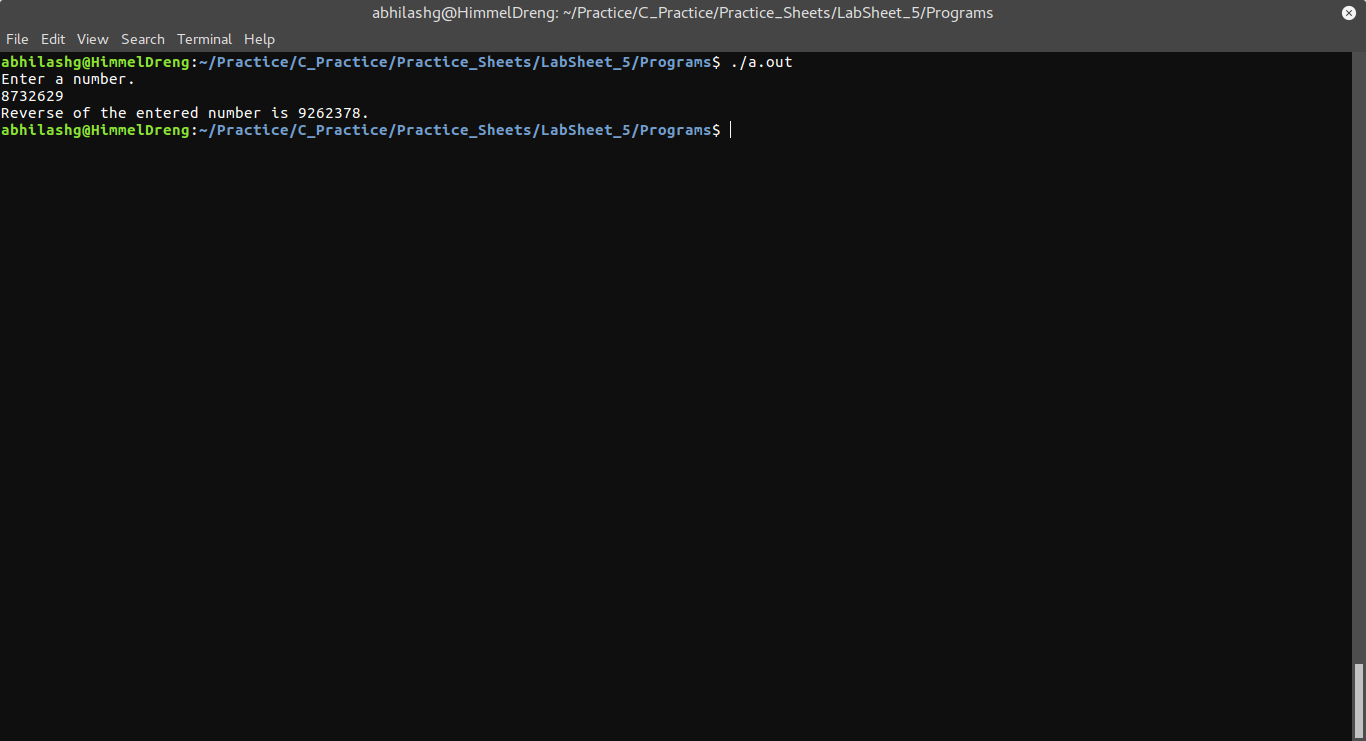 abhilashg@HimmelDreng: ~/Practice/C_Practice/Practice_Sheets/LabSheet_5/Programs
File Edit View Search Terminal Help
abhilashg@HimmelDreng:~/Practice/C_Practice/Practice_Sheets/LabSheet_5/Programs$ ./a.out
Enter a number.
8732629
Reverse of the entered number is 9262378.
abhilashg@HimmelDreng:~/Practice/C_Practice/Practice_Sheets/LabSheet_5/Programs$